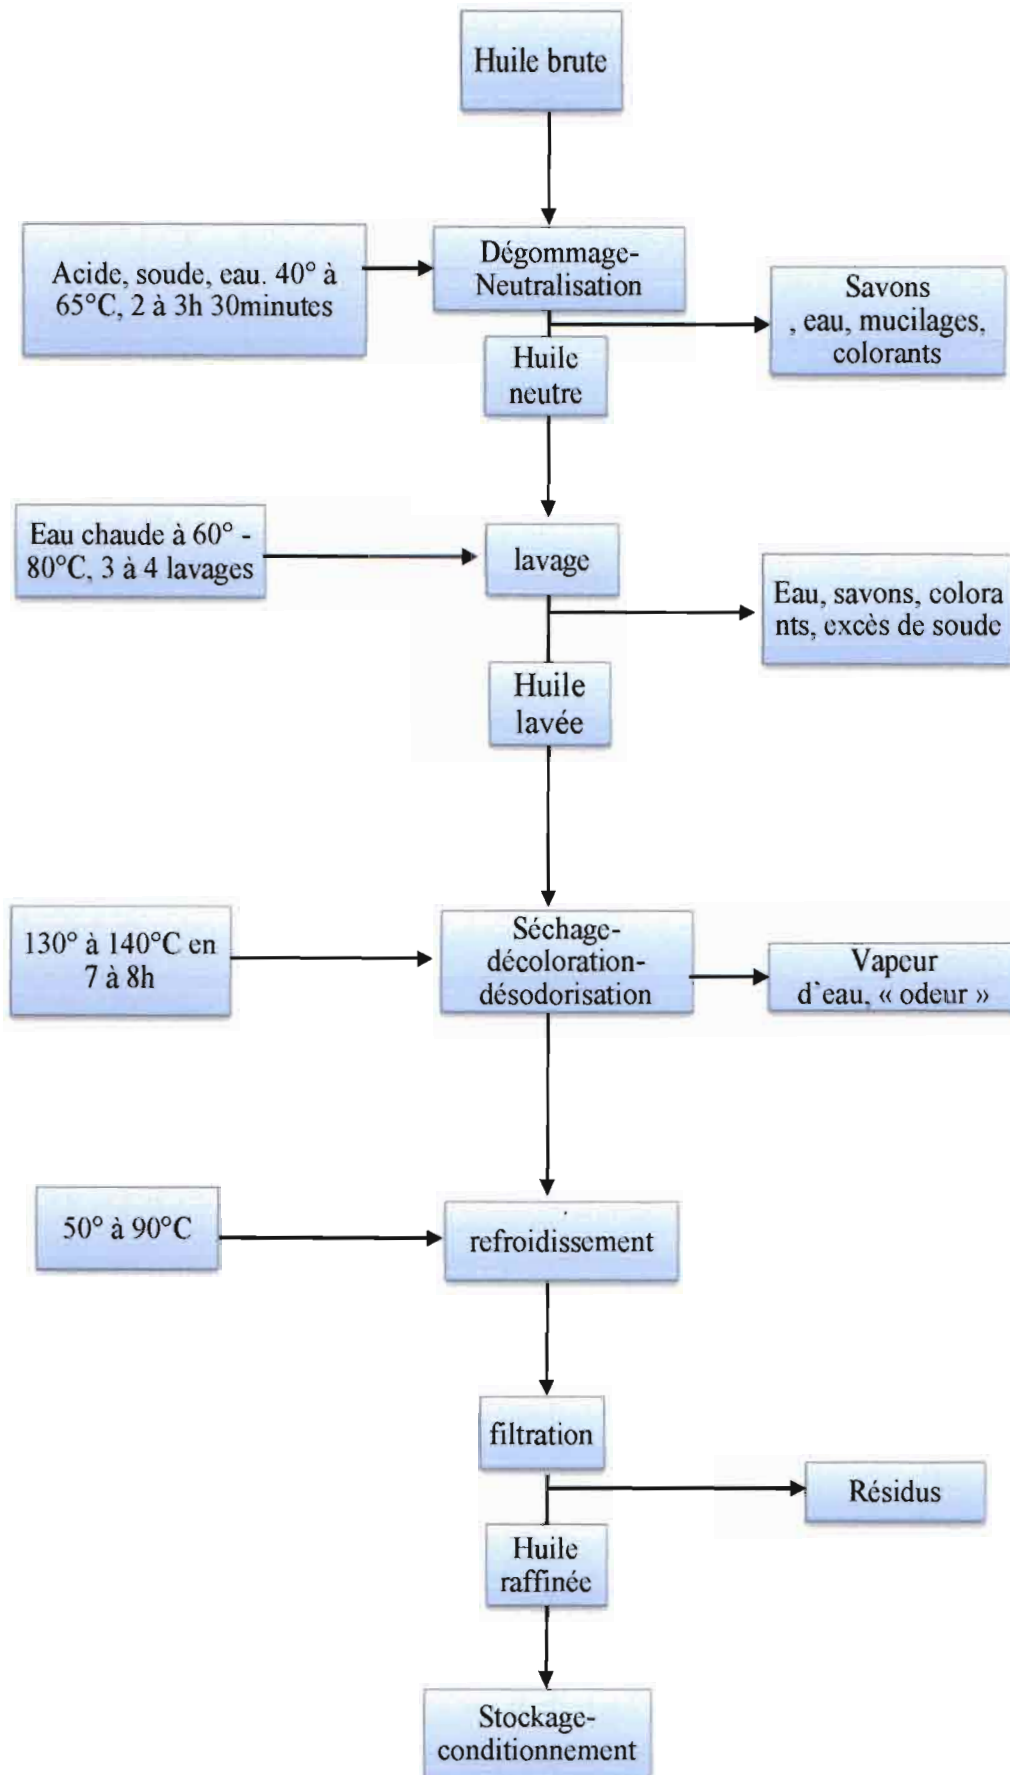 Huile brute
Acide, soude, eau. 40° à
65°C, 2 à 3h 30minutes
Dégommage-
Neutralisation
Savons
, eau, mucilages,
colorants
Huile
neutre
Eau chaude à 60° -
80°C, 3 à 4 lavages
lavage
Eau, savons, colora
nts, excès de soude
Huile
lavée
130° à 140°C en
7 à 8h
Séchage-
décoloration-
désodorisation
Vapeur
d'eau, « odeur »
50° à 90°C
refroidissement
filtration
Résidus
Huile
raffinée
Stockage-
conditionnement